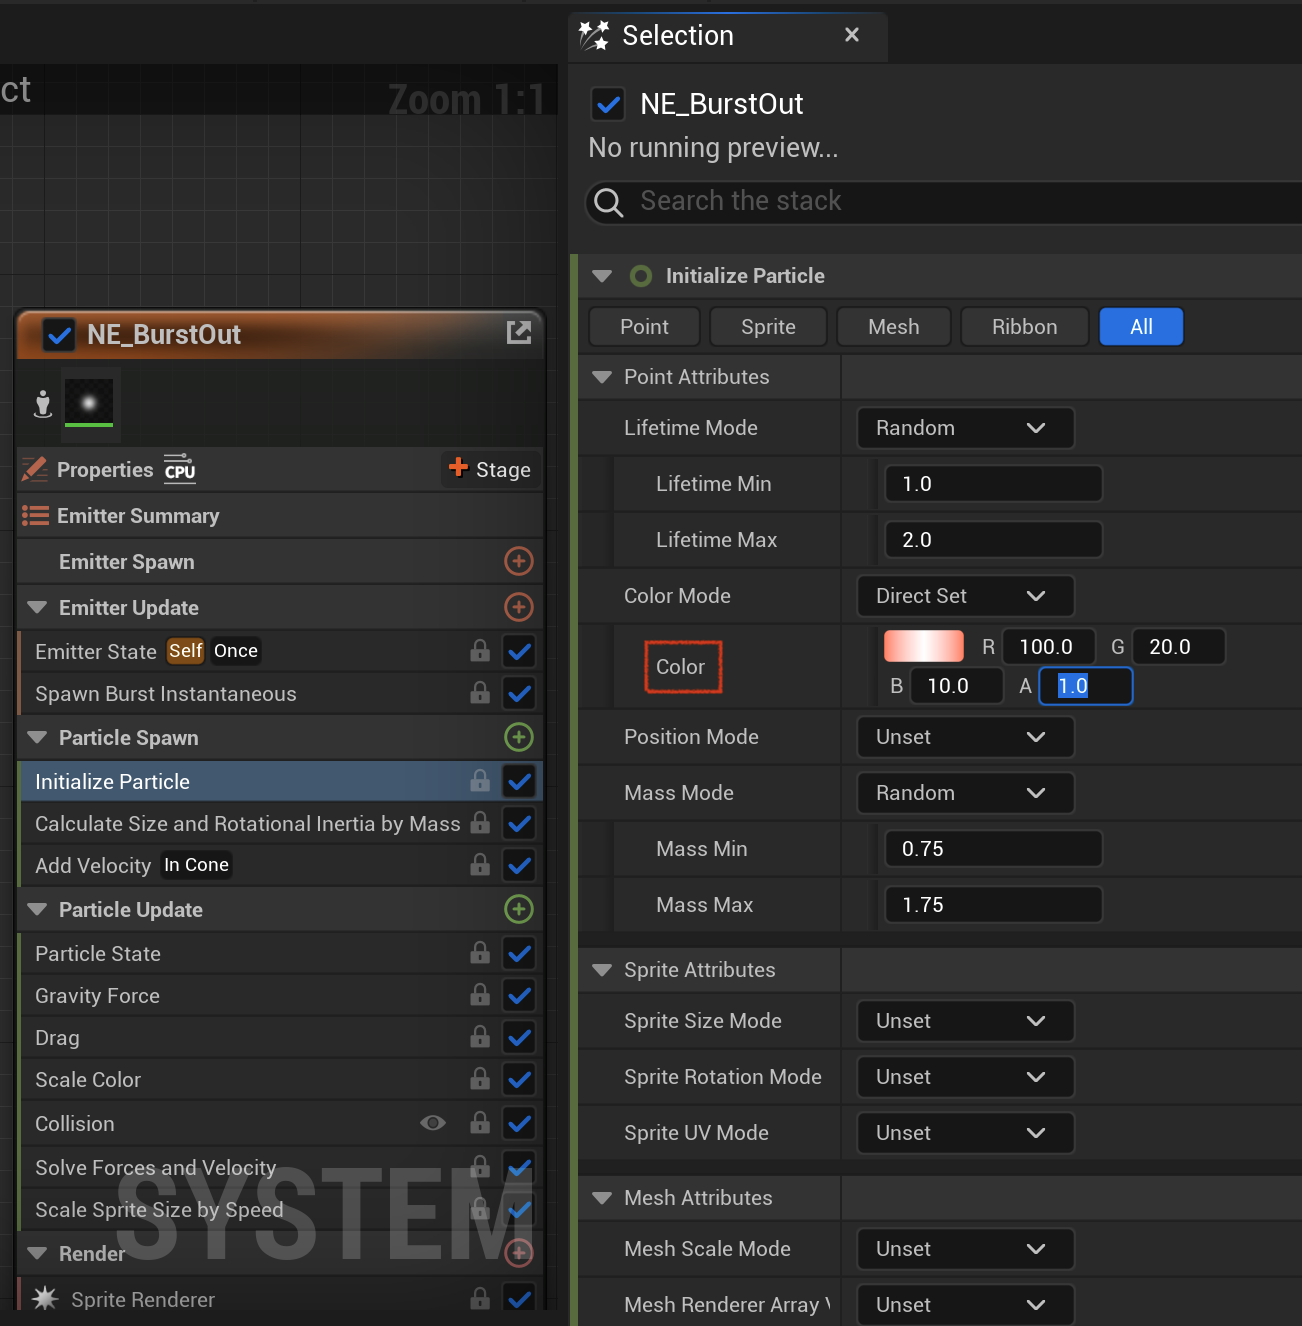 ct
Zoom 1:1
NE_BurstOut
Properties CPU Stage
Emitter Summary
Emitter Spawn
Emitter Update
Emitter State Self Once
Spawn Burst Instantaneous
Particle Spawn
Initialize Particle
Calculate Size and Rotational Inertia by Mass
Add Velocity In Cone
Particle Update
Particle State
Gravity Force
Drag
Scale Color
Collision
Solve Forces and Velocity
Scale Sprite Size by Speed
SYSTEM
Render
Sprite Renderer
Selection
NE_BurstOut
No running preview...
Search the stack
Initialize Particle
Point Sprite Mesh Ribbon All
Point Attributes
Lifetime Mode Random
Lifetime Min 1.0
Lifetime Max 2.0
Color Mode Direct Set
Color R 100.0 G 20.0
B 10.0 A 1.0
Position Mode Unset
Mass Mode Random
Mass Min 0.75
Mass Max 1.75
Sprite Attributes
Sprite Size Mode Unset
Sprite Rotation Mode Unset
Sprite UV Mode Unset
Mesh Attributes
Mesh Scale Mode Unset
Mesh Renderer Array Unset